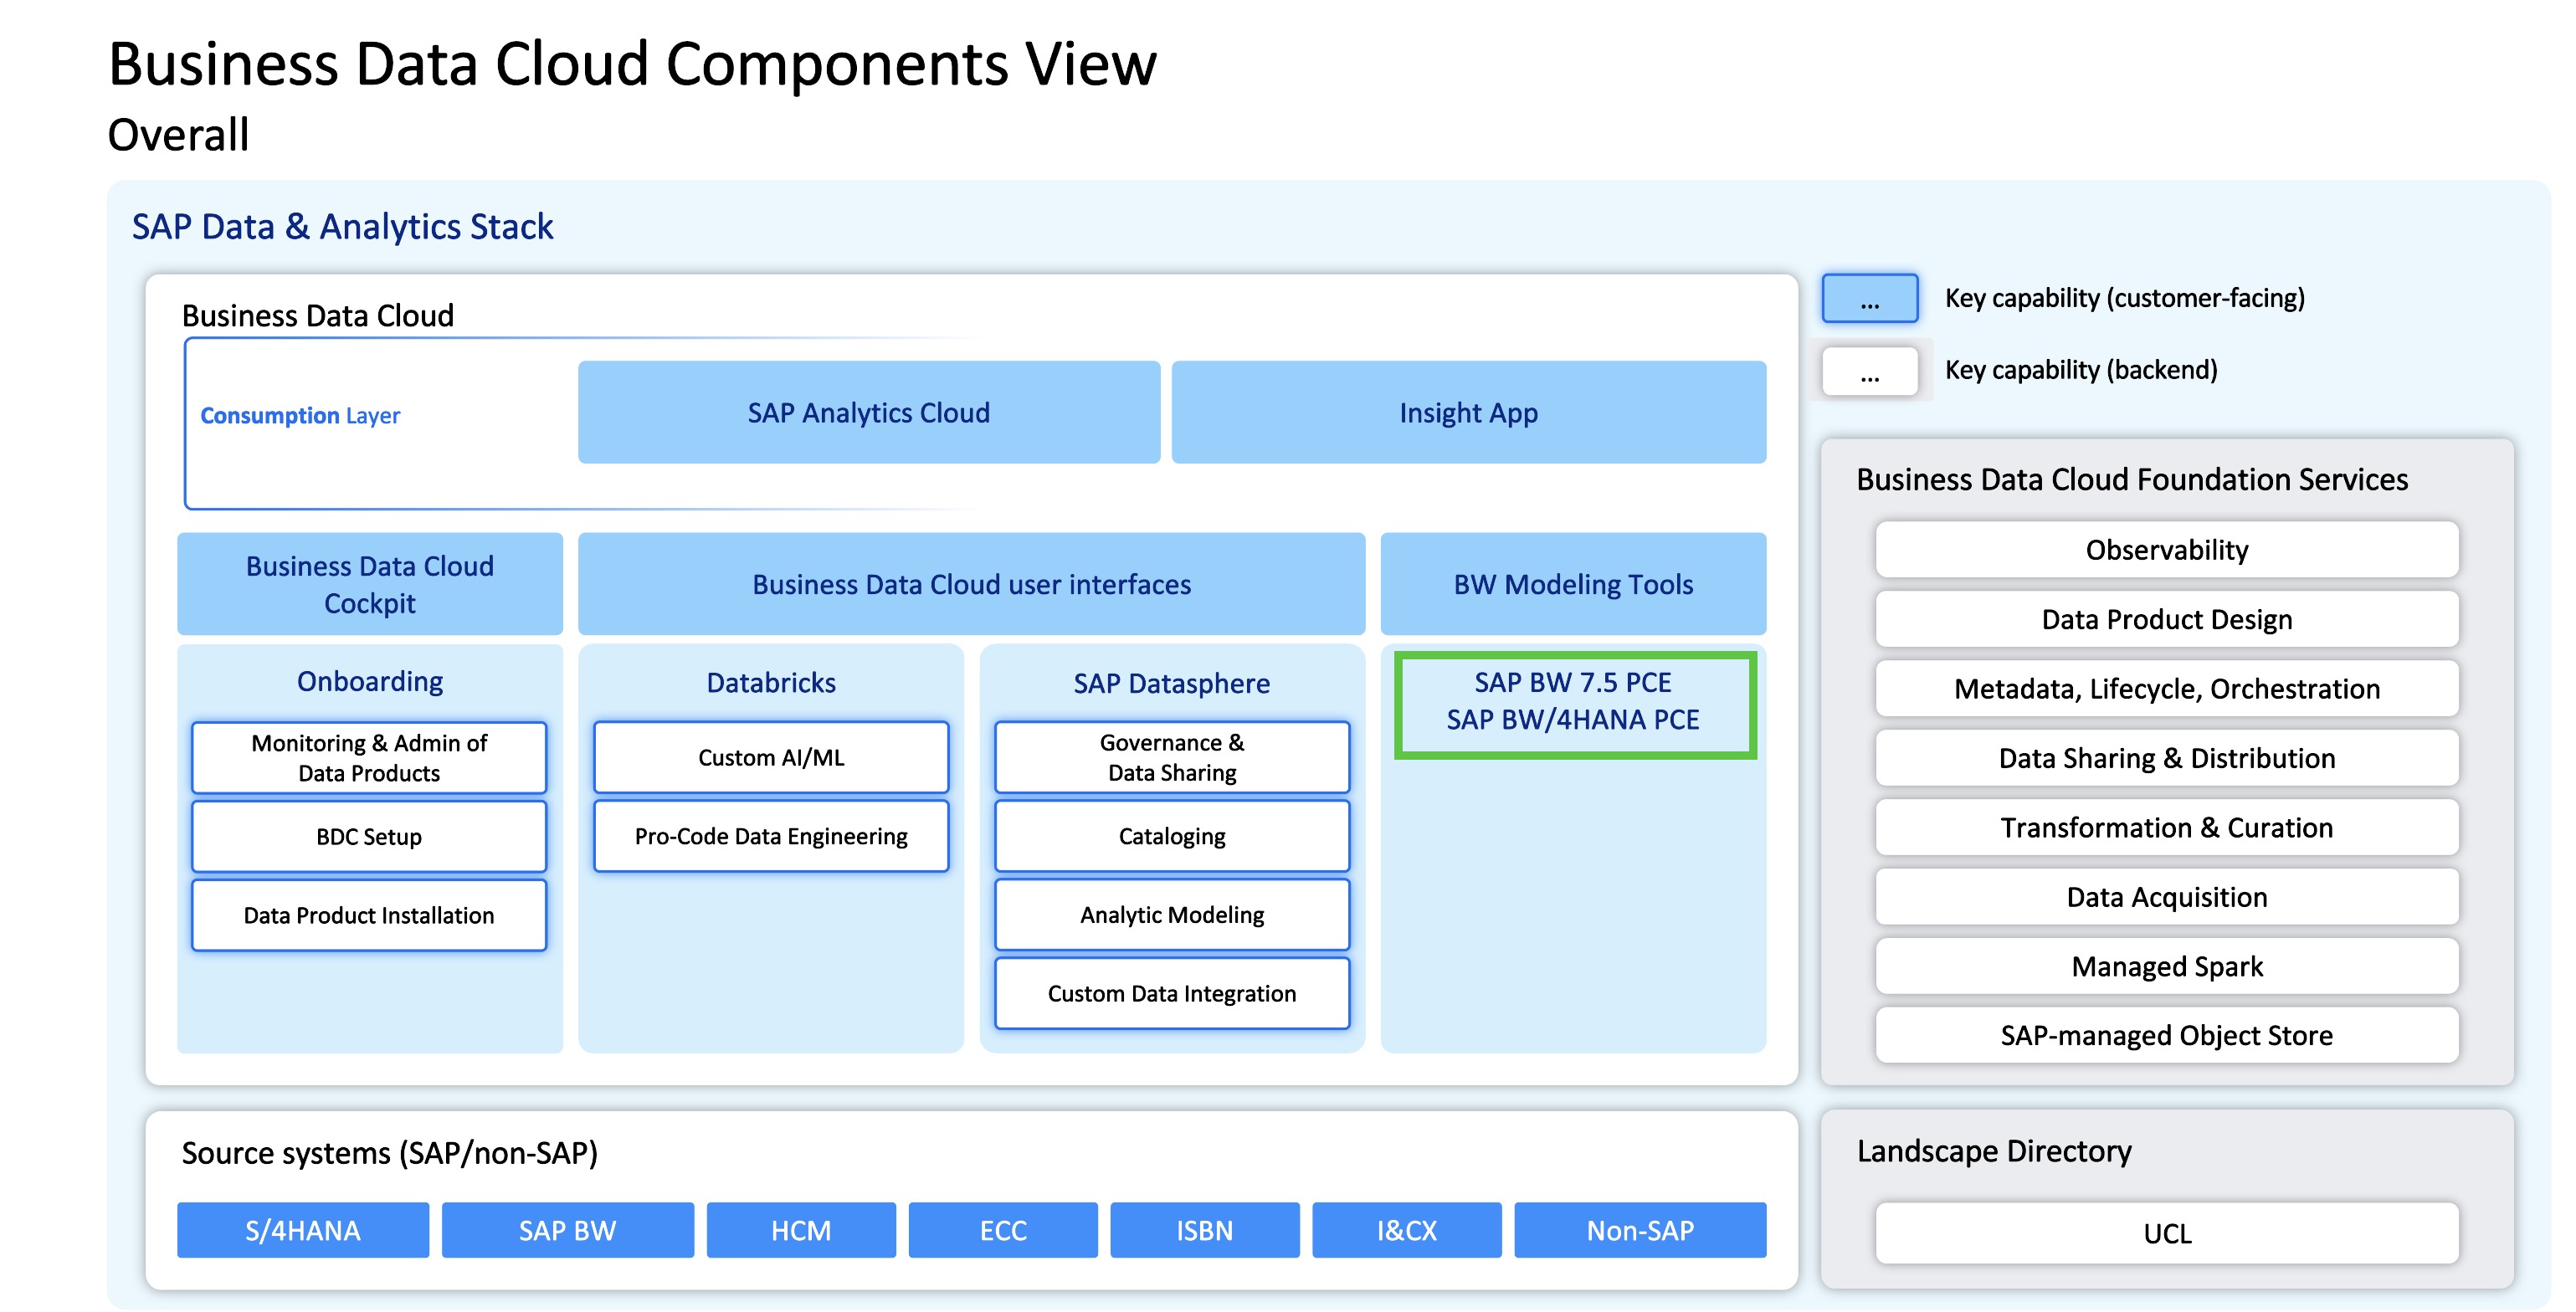 Business Data Cloud Components View
Overall
SAP Data & Analytics Stack
Business Data Cloud
Consumption Layer
SAP Analytics Cloud
Insight App
Business Data Cloud
Cockpit
Business Data Cloud user interfaces
BW Modeling Tools
Onboarding
Monitoring & Admin of
Data Products
BDC Setup
Data Product Installation
Databricks
Custom AI/ML
Pro-Code Data Engineering
SAP Datasphere
Governance &
Data Sharing
Cataloging
Analytic Modeling
Custom Data Integration
SAP BW 7.5 PCE
SAP BW/4HANA PCE
... Key capability (customer-facing)
... Key capability (backend)
Business Data Cloud Foundation Services
Observability
Data Product Design
Metadata, Lifecycle, Orchestration
Data Sharing & Distribution
Transformation & Curation
Data Acquisition
Managed Spark
SAP-managed Object Store
Source systems (SAP/non-SAP)
S/4HANA
SAP BW
HCM
ECC
ISBN
I&CX
Non-SAP
Landscape Directory
UCL